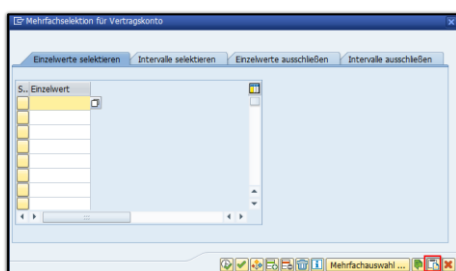 Mehrfachselektion für Vertragskonto
Einzelwerte selektieren Intervalle selektieren Einzelwerte ausschließen Intervalle ausschließen
S.. Einzelwert
Mehrfachauswahl ...